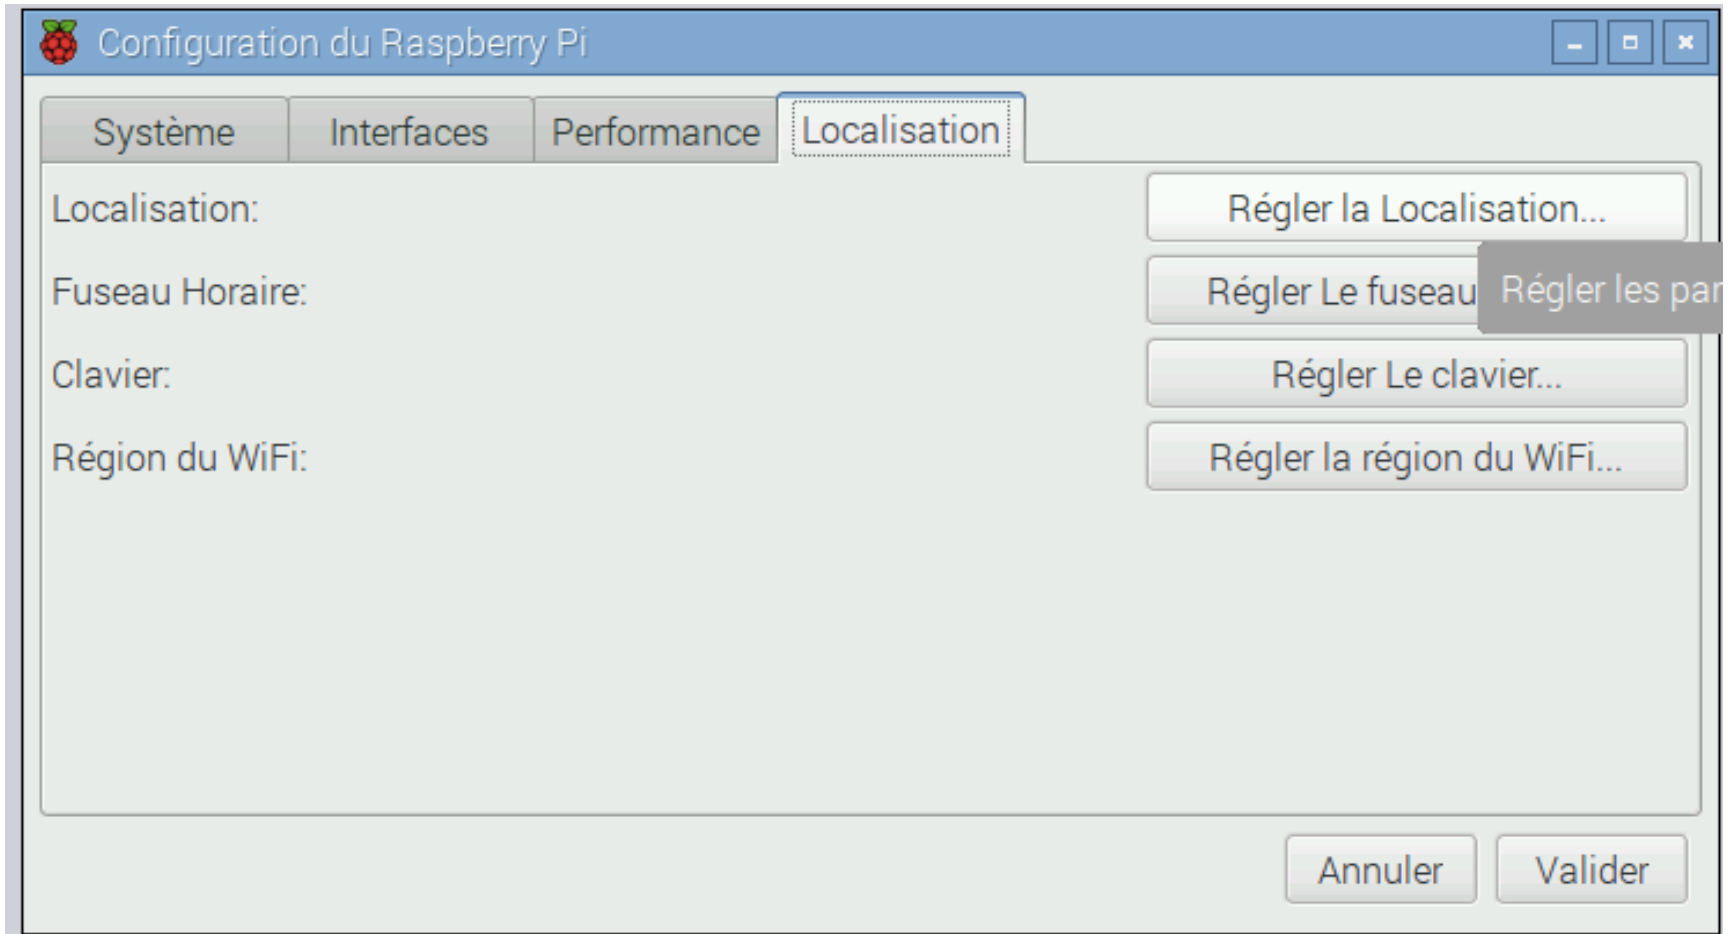 Configuration du Raspberry Pi
Système Interfaces Performance Localisation
Localisation: Régler la Localisation...
Fuseau Horaire: Régler Le fuseau
Régler les par
Clavier: Régler Le clavier...
Région du WiFi: Régler la région du WiFi...
Annuler Valider